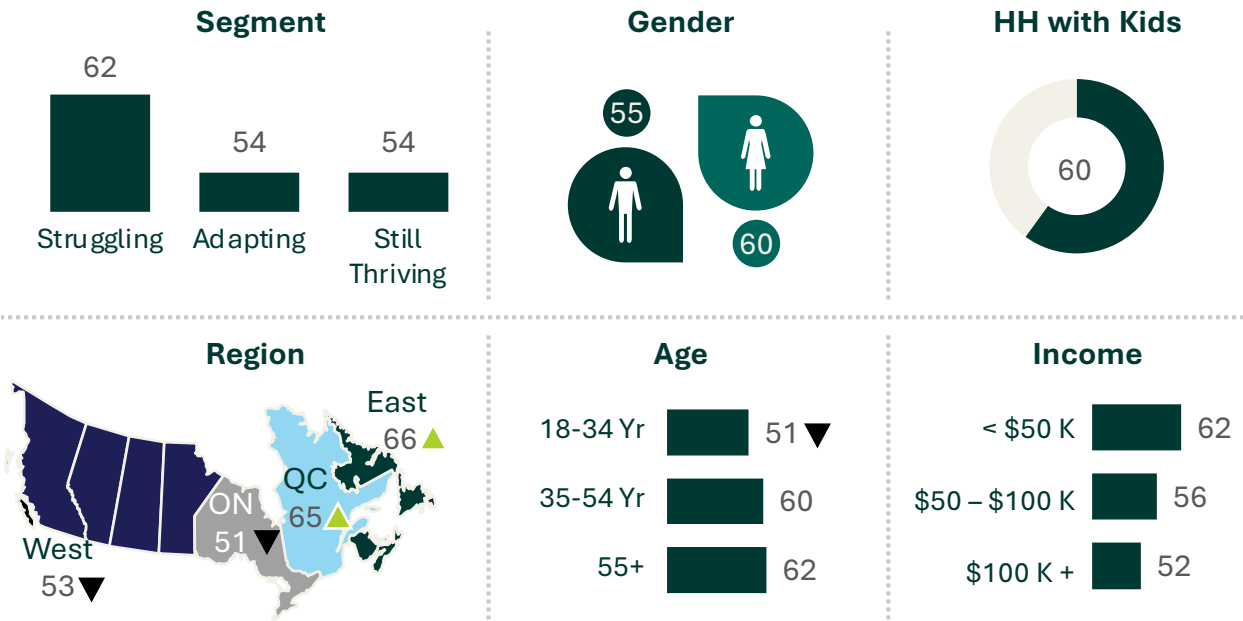 Segment
62
54
54
Struggling
Adapting
Still
Thriving
Gender
55
60
HH with Kids
60
Region
East
66
QC
65
ON
51
West
53
Age
18-34 Yr
51
35-54 Yr
60
55+
62
Income
< $50 K
62
$50 – $100 K
56
$100 K +
52